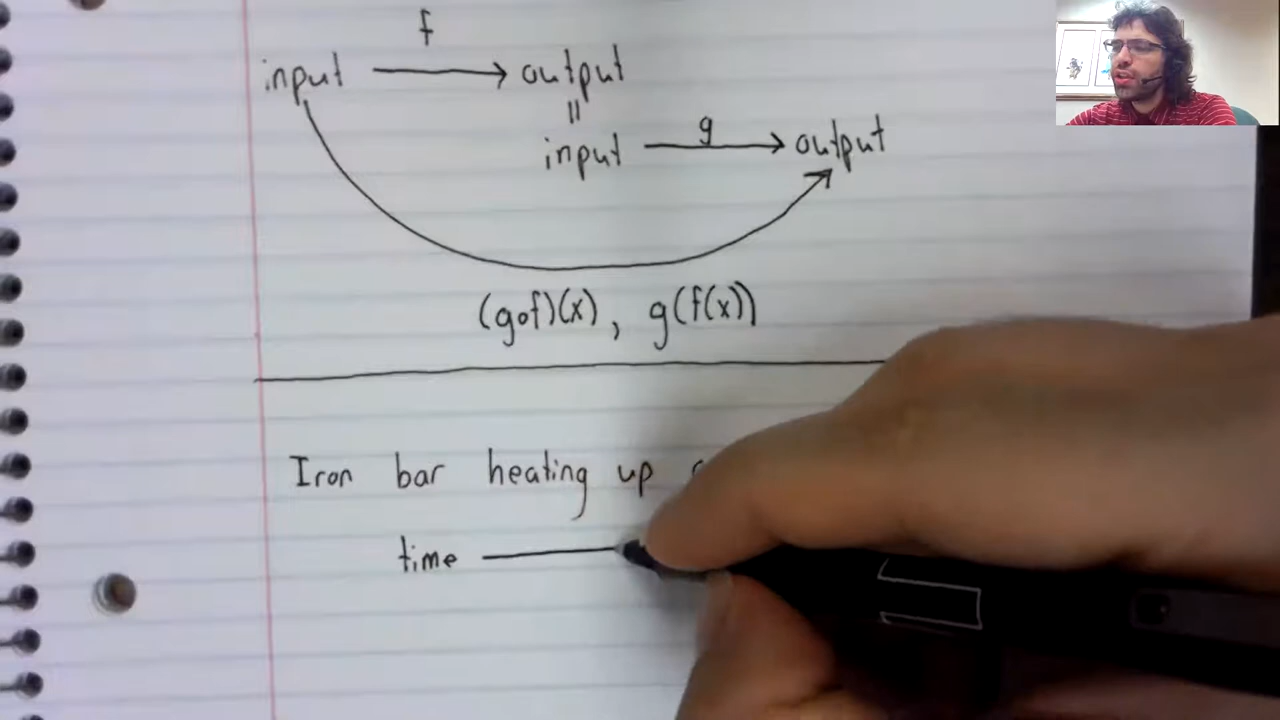 f
input → output
=
input → output
g
(g∘f)(x), g(f(x))
Iron bar heating up
time